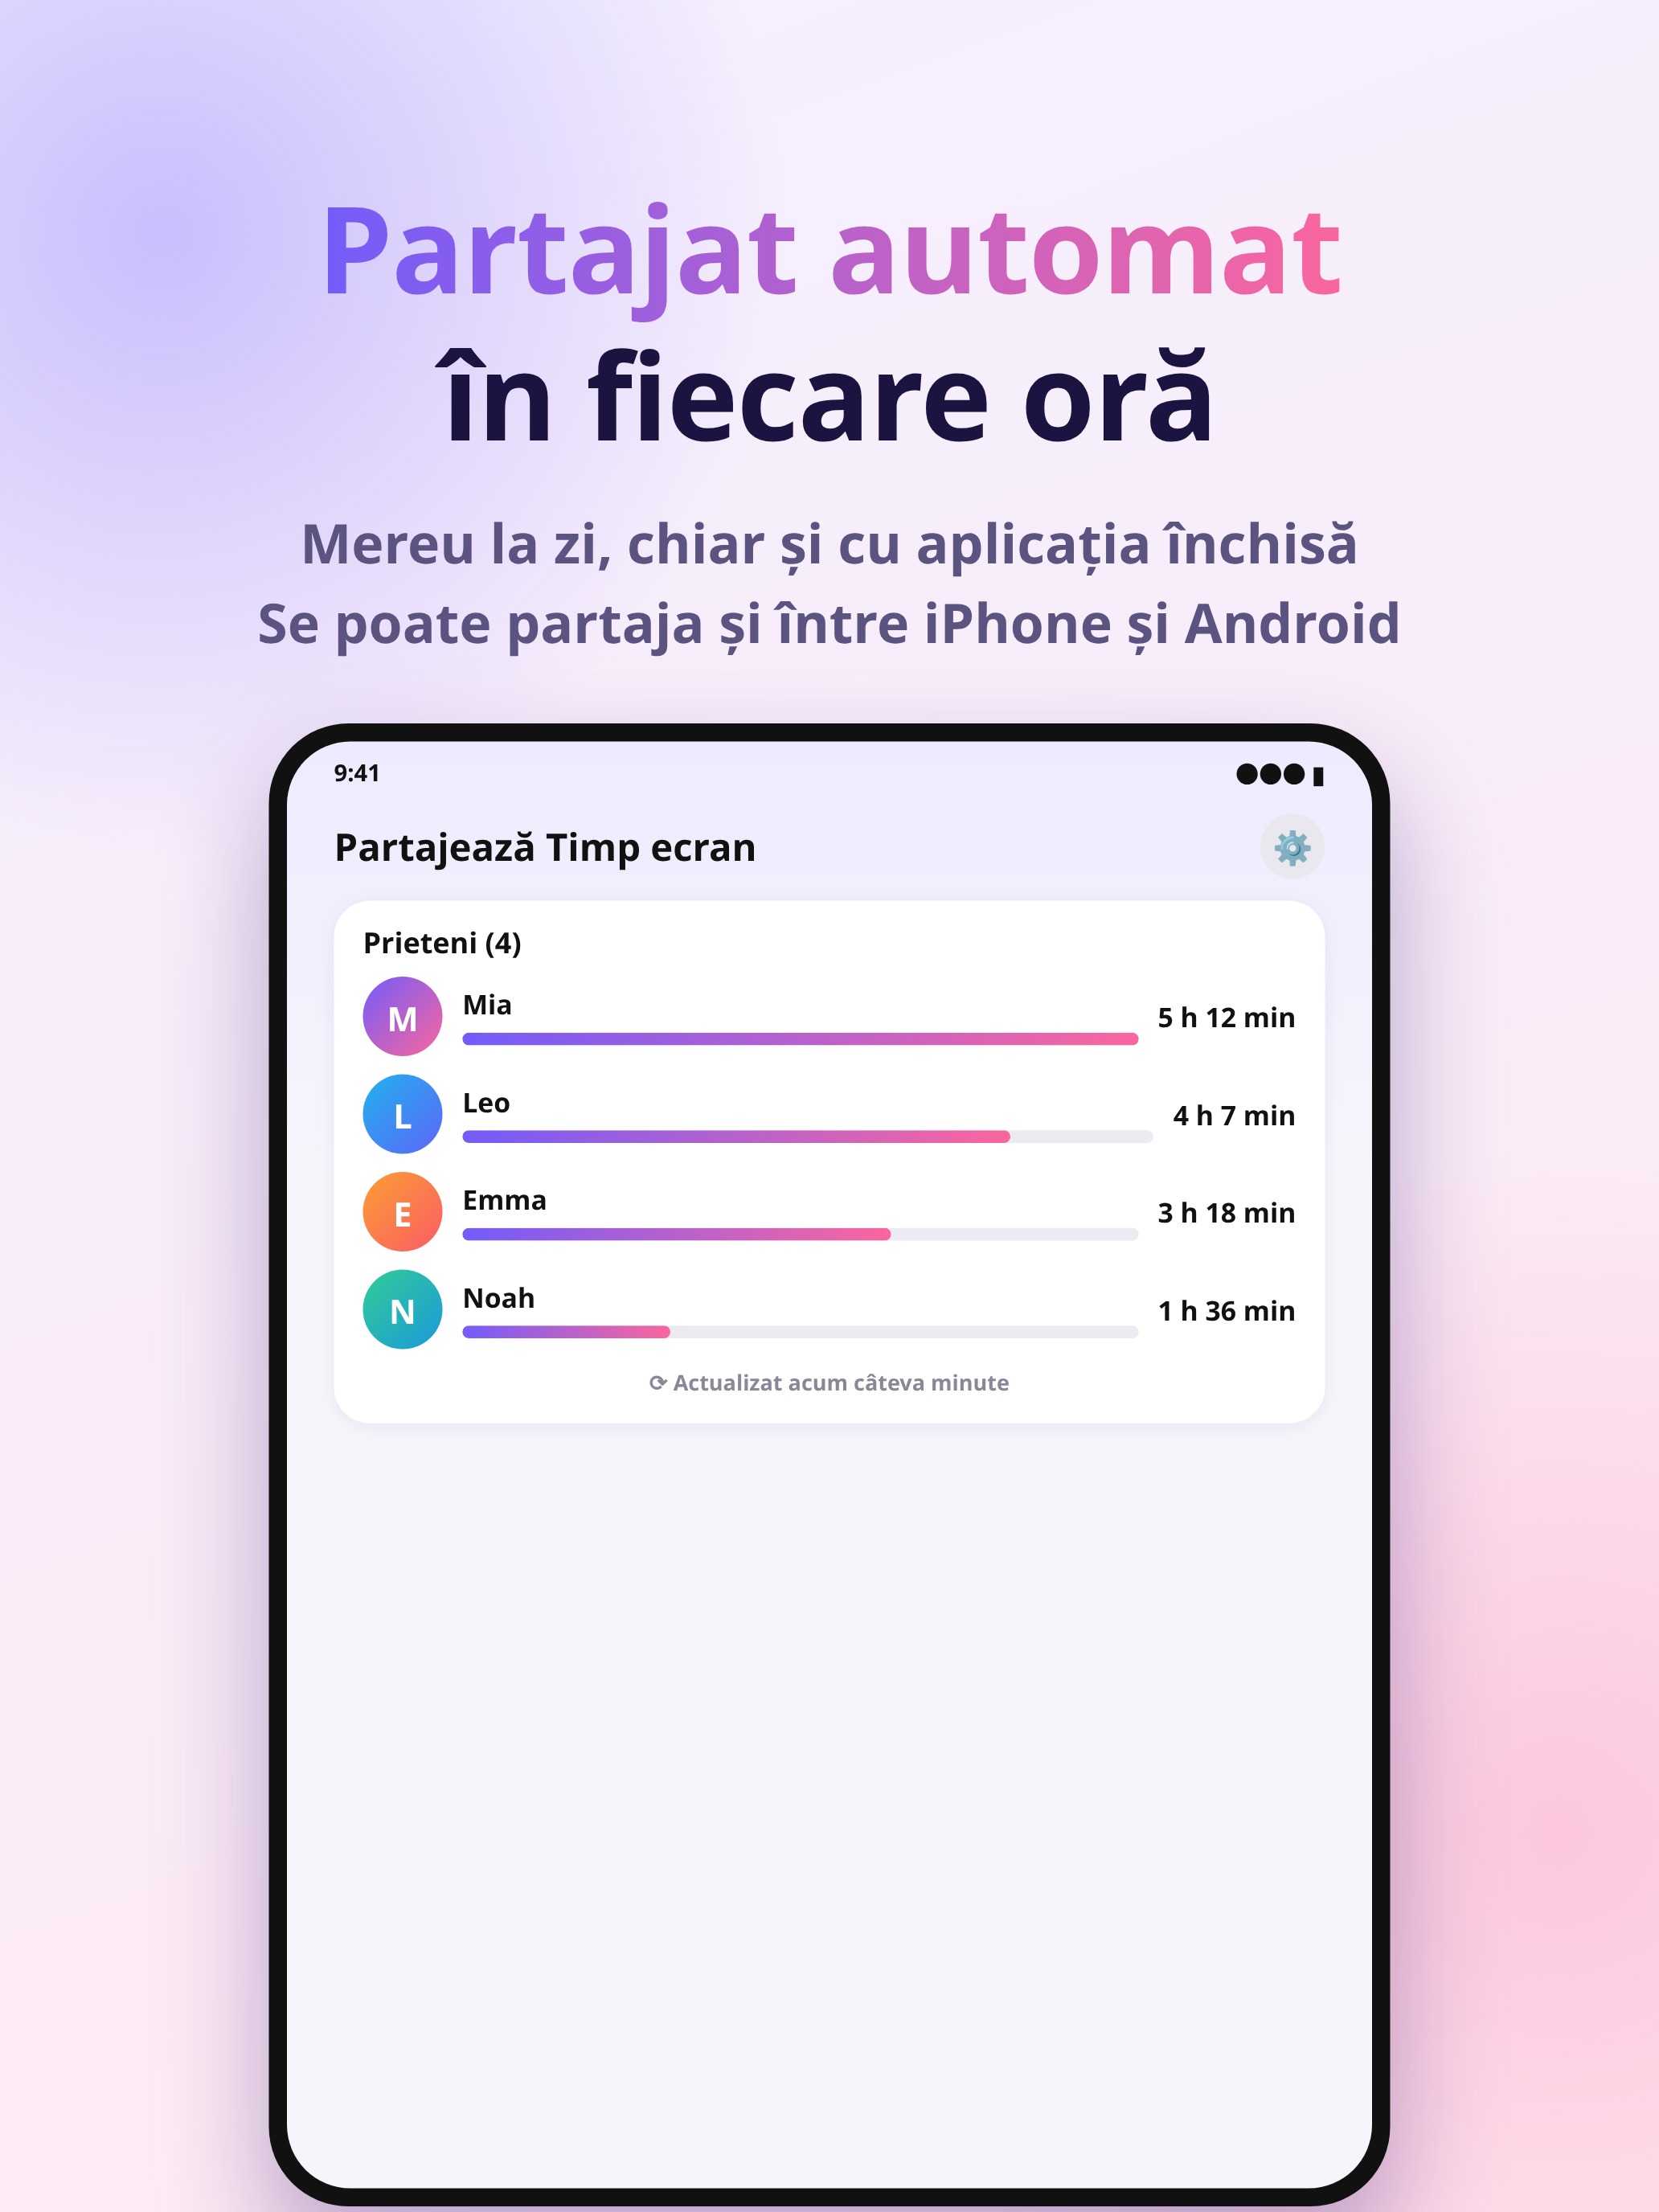 Partajat automat
în fiecare oră
Mereu la zi, chiar și cu aplicația închisă
Se poate partaja și între iPhone și Android
9:41
Partajează Timp ecran
Prieteni (4)
M
Mia
5 h 12 min
L
Leo
4 h 7 min
E
Emma
3 h 18 min
N
Noah
1 h 36 min
⟳ Actualizat acum câteva minute